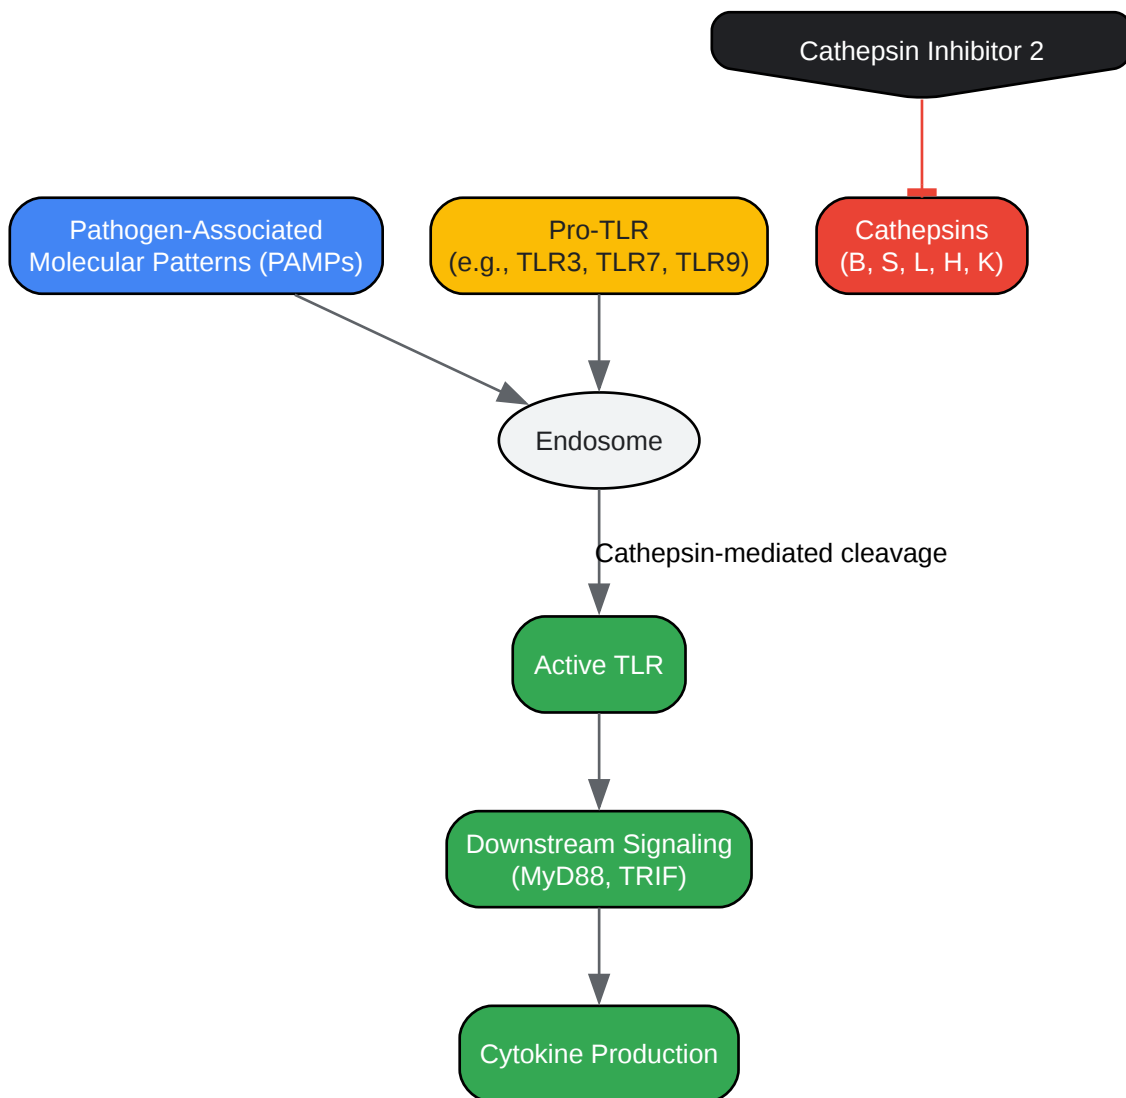 Cathepsin Inhibitor 2
Pathogen-Associated
Molecular Patterns (PAMPs)
Pro-TLR
(e.g., TLR3, TLR7, TLR9)
Cathepsins
(B, S, L, H, K)
Endosome
Cathepsin-mediated cleavage
Active TLR
Downstream Signaling
(MyD88, TRIF)
Cytokine Production